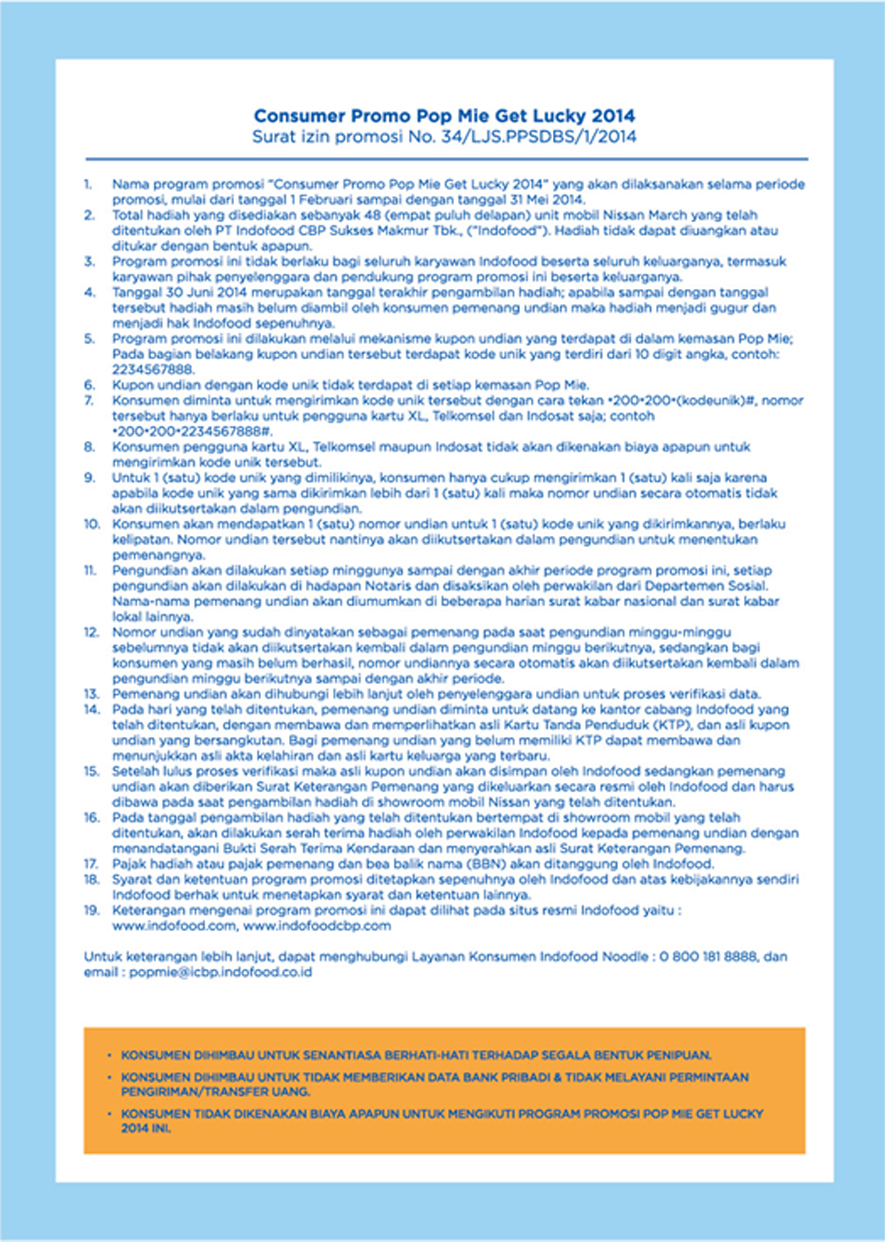 Consumer Promo Pop Mie Get Lucky 2014
Surat izin promosi No. 34/LJS.PPSDBS/1/2014
1. Nama program promosi "Consumer Promo Pop Mie Get Lucky 2014" yang akan dilaksanakan selama periode
promosi, mulai dari tanggal 1 Februari sampai dengan tanggal 31 Mei 2014.
2. Total hadiah yang disediakan sebanyak 48 (empat puluh delapan) unit mobil Nissan March yang telah
ditentukan oleh PT Indofood CBP Sukses Makmur Tbk., ("Indofood"). Hadiah tidak dapat diuangkan atau
ditukar dengan bentuk apapun.
3. Program promosi ini tidak berlaku bagi seluruh karyawan Indofood beserta seluruh keluarganya, termasuk
karyawan pihak penyelenggara dan pendukung program promosi ini beserta keluarganya.
4. Tanggal 30 Juni 2014 merupakan tanggal terakhir pengambilan hadiah; apabila sampai dengan tanggal
tersebut hadiah masih belum diambil oleh konsumen pemenang undian maka hadiah menjadi gugur dan
menjadi hak Indofood sepenuhnya.
5. Program promosi ini dilakukan melalui mekanisme kupon undian yang terdapat di dalam kemasan Pop Mie;
Pada bagian belakang kupon undian tersebut terdapat kode unik yang terdiri dari 10 digit angka, contoh:
2234567888.
6. Kupon undian dengan kode unik tidak terdapat di setiap kemasan Pop Mie.
7. Konsumen diminta untuk mengirimkan kode unik tersebut dengan cara tekan *200*200*(kodeunik)#, nomor
tersebut hanya berlaku untuk pengguna kartu XL, Telkomsel dan Indosat saja; contoh
*200*200*2234567888#.
8. Konsumen pengguna kartu XL, Telkomsel maupun Indosat tidak akan dikenakan biaya apapun untuk
mengirimkan kode unik tersebut.
9. Untuk 1 (satu) kode unik yang dimilikinya, konsumen hanya cukup mengirimkan 1 (satu) kali saja karena
apabila kode unik yang sama dikirimkan lebih dari 1 (satu) kali maka nomor undian secara otomatis tidak
akan diikutsertakan dalam pengundian.
10. Konsumen akan mendapatkan 1 (satu) nomor undian untuk 1 (satu) kode unik yang dikirimkannya, berlaku
kelipatan. Nomor undian tersebut nantinya akan diikutsertakan dalam pengundian untuk menentukan
pemenangnya.
11. Pengundian akan dilakukan setiap minggunya sampai dengan akhir periode program promosi ini, setiap
pengundian akan dilakukan di hadapan Notaris dan disaksikan oleh perwakilan dari Departemen Sosial.
Nama-nama pemenang undian akan diumumkan di beberapa harian surat kabar nasional dan surat kabar
lokal lainnya.
12. Nomor undian yang sudah dinyatakan sebagai pemenang pada saat pengundian minggu-minggu
sebelumnya tidak akan diikutsertakan kembali dalam pengundian minggu berikutnya, sedangkan bagi
konsumen yang masih belum berhasil, nomor undiannya secara otomatis akan diikutsertakan kembali dalam
pengundian minggu berikutnya sampai dengan akhir periode.
13. Pemenang undian akan dihubungi lebih lanjut oleh penyelenggara undian untuk proses verifikasi data.
14. Pada hari yang telah ditentukan, pemenang undian diminta untuk datang ke kantor cabang Indofood yang
telah ditentukan, dengan membawa dan memperlihatkan asli Kartu Tanda Penduduk (KTP), dan asli kupon
undian yang bersangkutan. Bagi pemenang undian yang belum memiliki KTP dapat membawa dan
menunjukkan asli akta kelahiran dan asli kartu keluarga yang terbaru.
15. Setelah lulus proses verifikasi maka asli kupon undian akan disimpan oleh Indofood sedangkan pemenang
undian akan diberikan Surat Keterangan Pemenang yang dikeluarkan secara resmi oleh Indofood dan harus
dibawa pada saat pengambilan hadiah di showroom mobil Nissan yang telah ditentukan.
16. Pada tanggal pengambilan hadiah yang telah ditentukan bertempat di showroom mobil yang telah
ditentukan, akan dilakukan serah terima hadiah oleh perwakilan Indofood kepada pemenang undian dengan
menandatangani Bukti Serah Terima Kendaraan dan menyerahkan asli Surat Keterangan Pemenang.
17. Pajak hadiah atau pajak pemenang dan bea balik nama (BBN) akan ditanggung oleh Indofood.
18. Syarat dan ketentuan program promosi ditetapkan sepenuhnya oleh Indofood dan atas kebijakannya sendiri
Indofood berhak untuk menetapkan syarat dan ketentuan lainnya.
19. Keterangan mengenai program promosi ini dapat dilihat pada situs resmi Indofood yaitu :
www.indofood.com, www.indofoodcbp.com
Untuk keterangan lebih lanjut, dapat menghubungi Layanan Konsumen Indofood Noodle : 0 800 181 8888, dan
email : popmie@icbp.indofood.co.id
• KONSUMEN DIHIMBAU UNTUK SENANTIASA BERHATI-HATI TERHADAP SEGALA BENTUK PENIPUAN.
• KONSUMEN DIHIMBAU UNTUK TIDAK MEMBERIKAN DATA BANK PRIBADI & TIDAK MELAYANI PERMINTAAN
PENGIRIMAN/TRANSFER UANG.
• KONSUMEN TIDAK DIKENAKAN BIAYA APAPUN UNTUK MENGIKUTI PROGRAM PROMOSI POP MIE GET LUCKY
2014 INI.